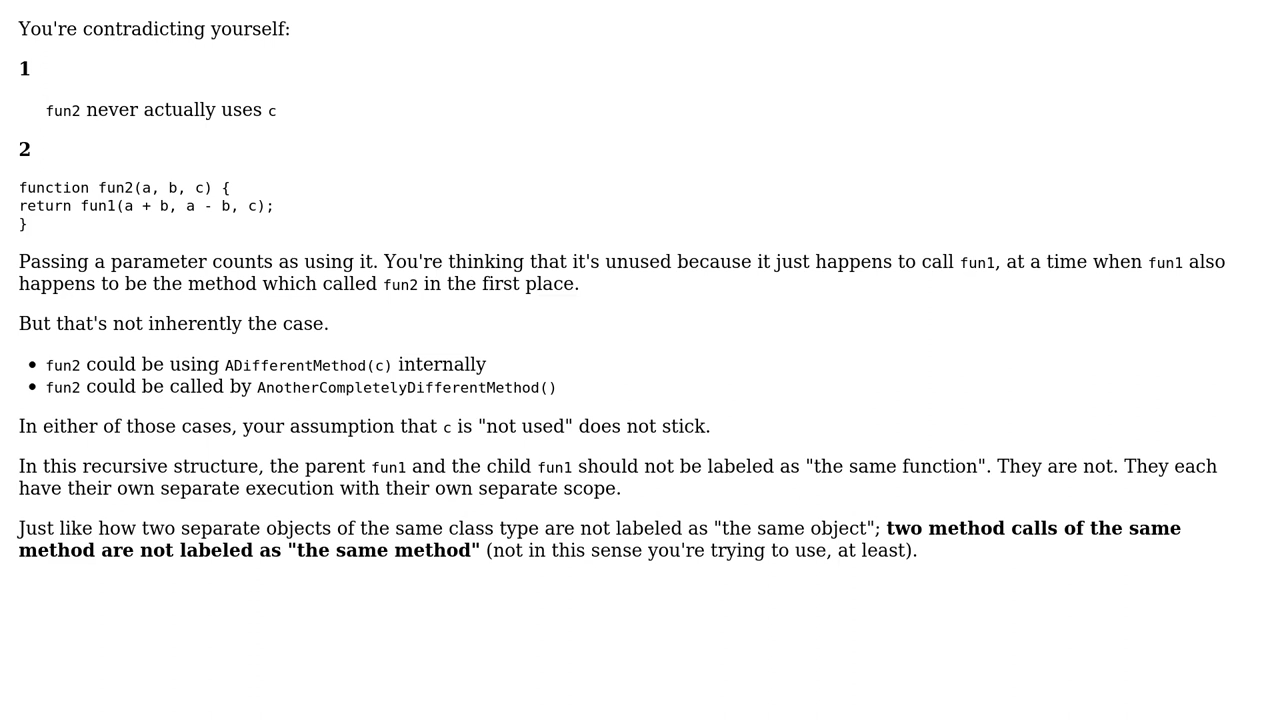 You're contradicting yourself:
1
fun2 never actually uses c
2
function fun2(a, b, c) {
return fun1(a + b, a - b, c);
}
Passing a parameter counts as using it. You're thinking that it's unused because it just happens to call fun1, at a time when fun1 also
happens to be the method which called fun2 in the first place.
But that's not inherently the case.
• fun2 could be using ADifferentMethod(c) internally
• fun2 could be called by AnotherCompletelyDifferentMethod()
In either of those cases, your assumption that c is "not used" does not stick.
In this recursive structure, the parent fun1 and the child fun1 should not be labeled as "the same function". They are not. They each
have their own separate execution with their own separate scope.
Just like how two separate objects of the same class type are not labeled as "the same object"; two method calls of the same
method are not labeled as "the same method" (not in this sense you're trying to use, at least).